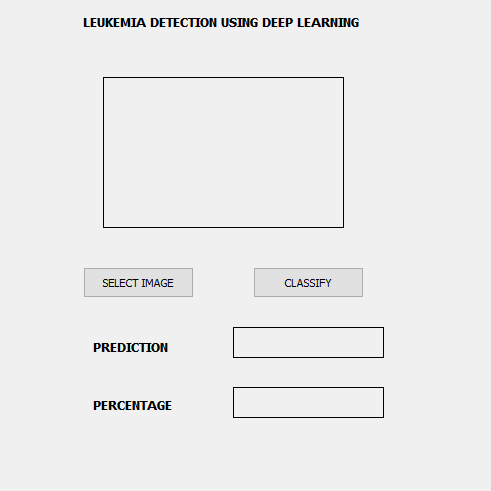 LEUKEMIA DETECTION USING DEEP LEARNING
SELECT IMAGE
CLASSIFY
PREDICTION
PERCENTAGE